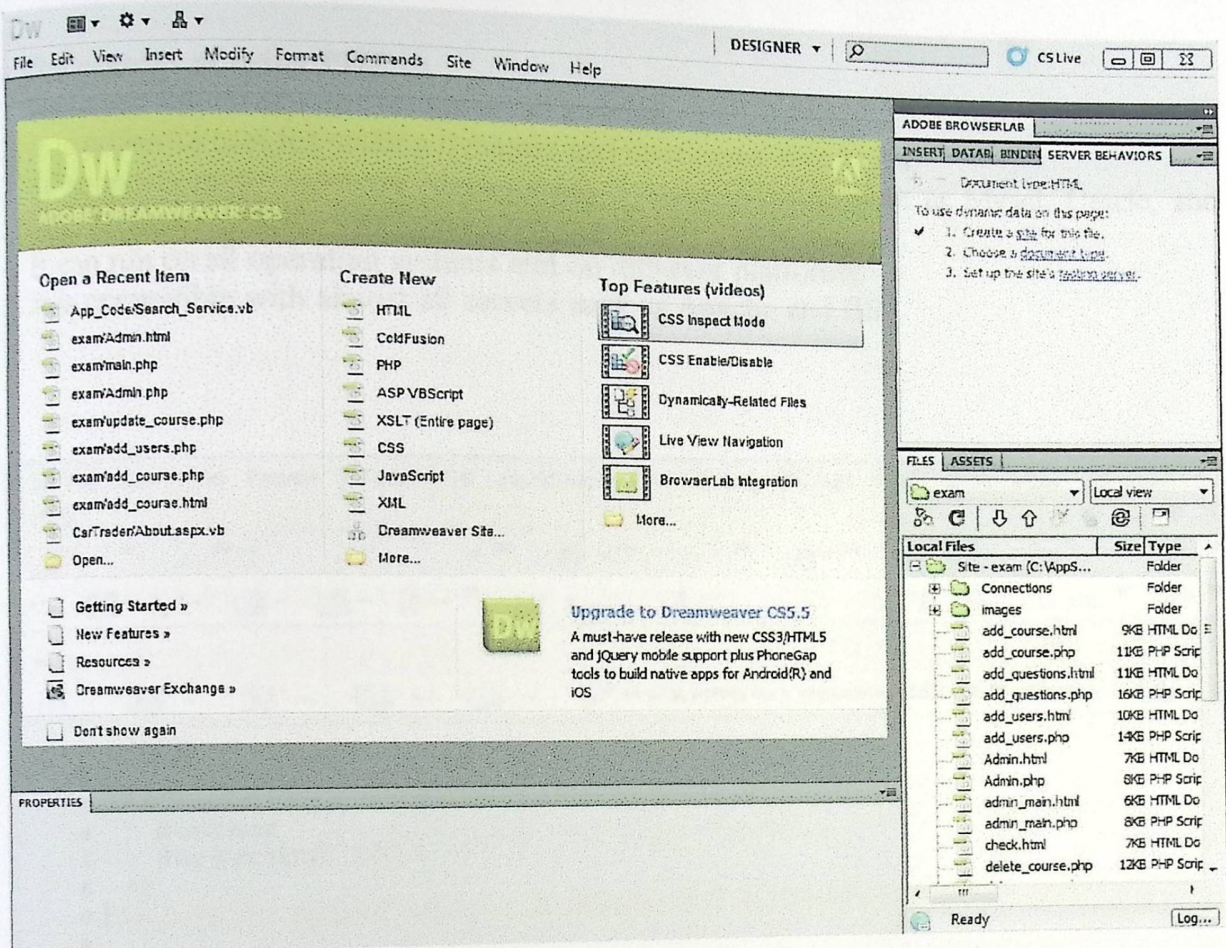 Dw
File Edit View Insert Modify Format Commands Site Window Help
DESIGNER
CS Live
Dw
ADOBE DREAMWEAVER CS5
Open a Recent Item
App_Code/Search_Service.vb
exam/Admin.html
exam/main.php
exam/Admin.php
exam/update_course.php
exam/add_users.php
exam/add_course.php
exam/add_course.html
CarTrader/About.aspx.vb
Open...
Create New
HTML
ColdFusion
PHP
ASP VBScript
XSLT (Entire page)
CSS
JavaScript
XML
Dreamweaver Site...
More...
Top Features (videos)
CSS Inspect Mode
CSS Enable/Disable
Dynamically-Related Files
Live View Navigation
BrowserLab Integration
More...
Getting Started »
New Features »
Resources »
Dreamweaver Exchange »
Don't show again
Dw
Upgrade to Dreamweaver CS5.5
A must-have release with new CSS3/HTML5
and jQuery mobile support plus PhoneGap
tools to build native apps for Android(R) and
iOS
PROPERTIES
ADOBE BROWSERLAB
INSERT DATAB BINDIN SERVER BEHAVIORS
Document type:HTML
To use dynamic data on this page:
1. Create a site for this file.
2. Choose a document type.
3. Set up the site's testing server.
FILES ASSETS
exam Local view
Local Files Size Type
Site - exam (C:\AppS... Folder
Connections Folder
images Folder
add_course.html 9KB HTML Do
add_course.php 11KB PHP Scrip
add_questions.html 11KB HTML Do
add_questions.php 16KB PHP Scrip
add_users.html 10KB HTML Do
add_users.php 14KB PHP Scrip
Admin.html 7KB HTML Do
Admin.php 8KB PHP Scrip
admin_main.html 6KB HTML Do
admin_main.php 8KB PHP Scrip
check.html 7KB HTML Do
delete_course.php 12KB PHP Scrip
Ready Log...